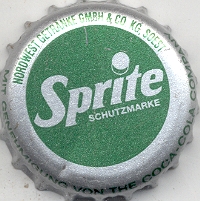 NORDWEST GETRÄNKE GMBH & CO. KG. SOEST
Sprite
SCHUTZMARKE
MIT GENEHMIGUNG VON THE COCA-COLA